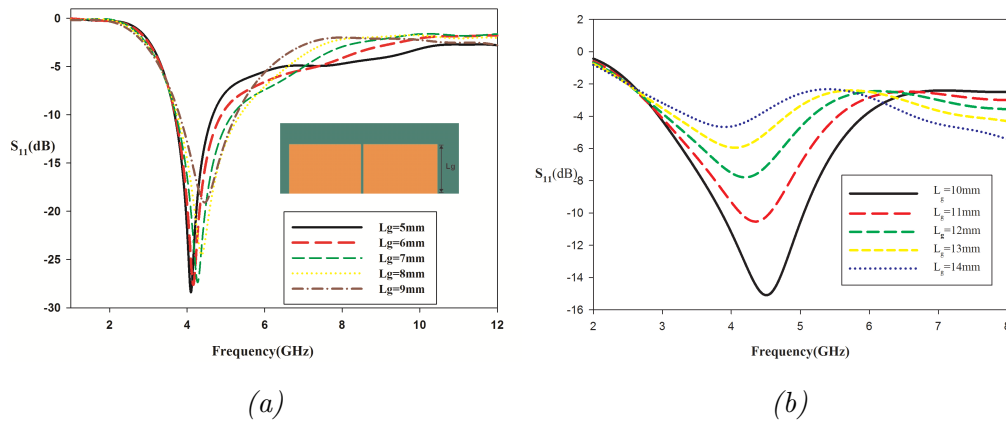 (a)
0
-5
-10
-15
-20
-25
-30
S11(dB)
Lg
Lg=5mm
Lg=6mm
Lg=7mm
Lg=8mm
Lg=9mm
2
4
6
8
10
12
Frequency(GHz)
(a)
(b)
0
-2
-4
-6
-8
-10
-12
-14
-16
S11(dB)
Lg=10mm
Lg=11mm
Lg=12mm
Lg=13mm
Lg=14mm
2
3
4
5
6
7
8
Frequency(GHz)
(b)